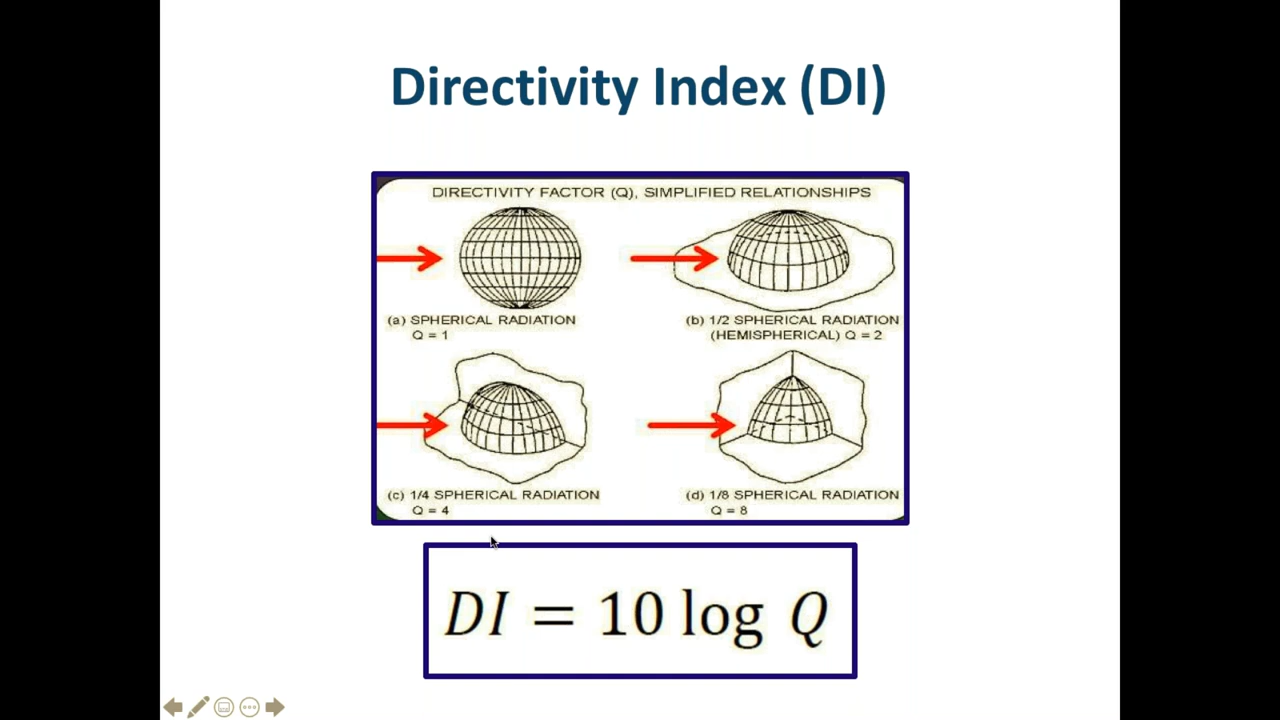 Directivity Index (DI)
DIRECTIVITY FACTOR (Q), SIMPLIFIED RELATIONSHIPS
(a) SPHERICAL RADIATION
Q = 1
(b) 1/2 SPHERICAL RADIATION
(HEMISPHERICAL) Q = 2
(c) 1/4 SPHERICAL RADIATION
Q = 4
(d) 1/8 SPHERICAL RADIATION
Q = 8
DI = 10 log Q